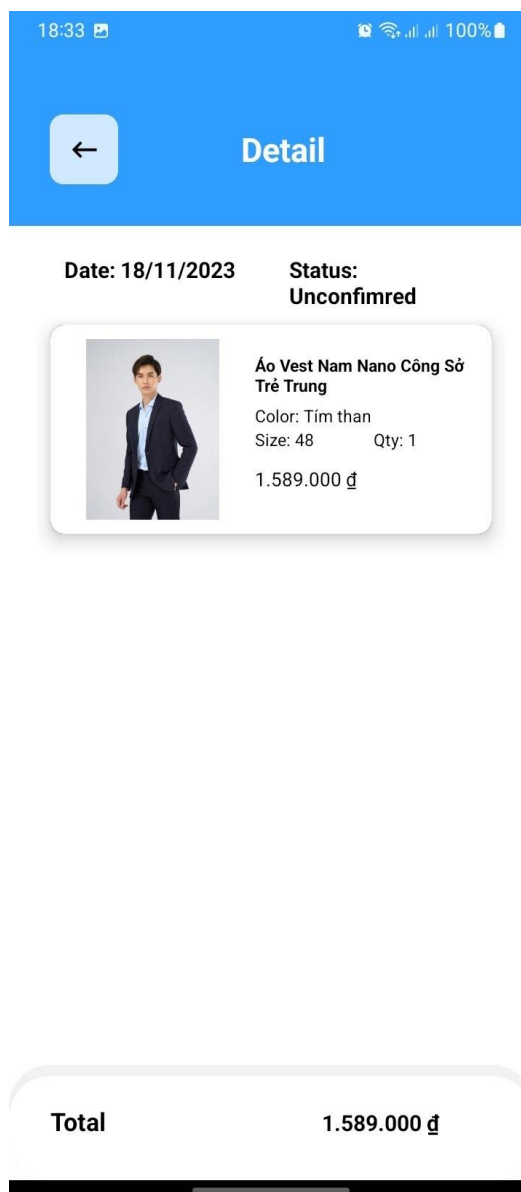 18:33
100%
Detail
Date: 18/11/2023
Status:
Unconfimred
Áo Vest Nam Nano Công Sở
Trẻ Trung
Color: Tím than
Size: 48 Qty: 1
1.589.000 ₫
Total 1.589.000 ₫